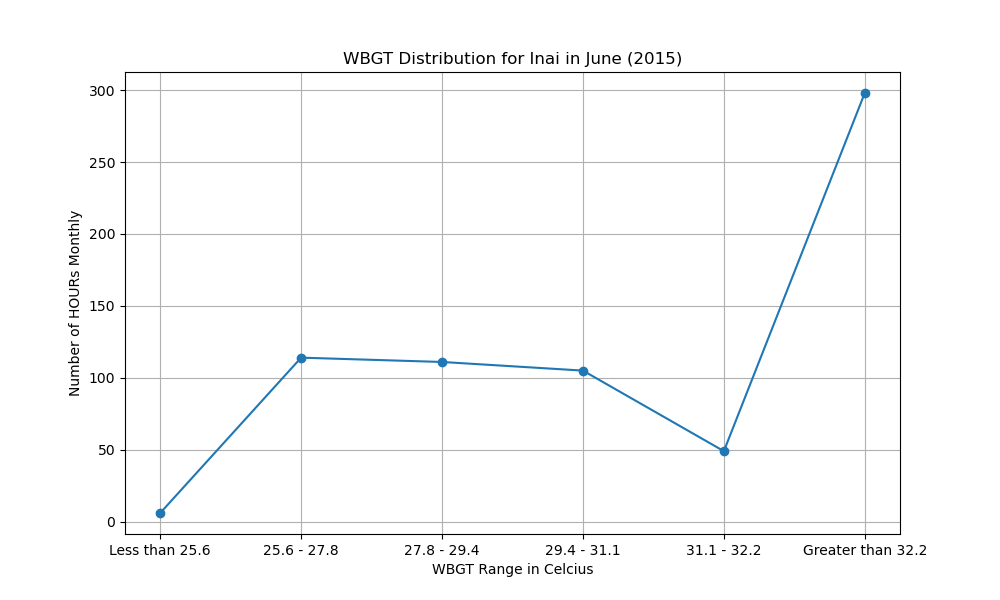 WBGT Distribution for Inai in June (2015)
Number of HOURs Monthly
300
250
200
150
100
50
0
Less than 25.6 25.6 - 27.8 27.8 - 29.4 29.4 - 31.1 31.1 - 32.2 Greater than 32.2
WBGT Range in Celcius